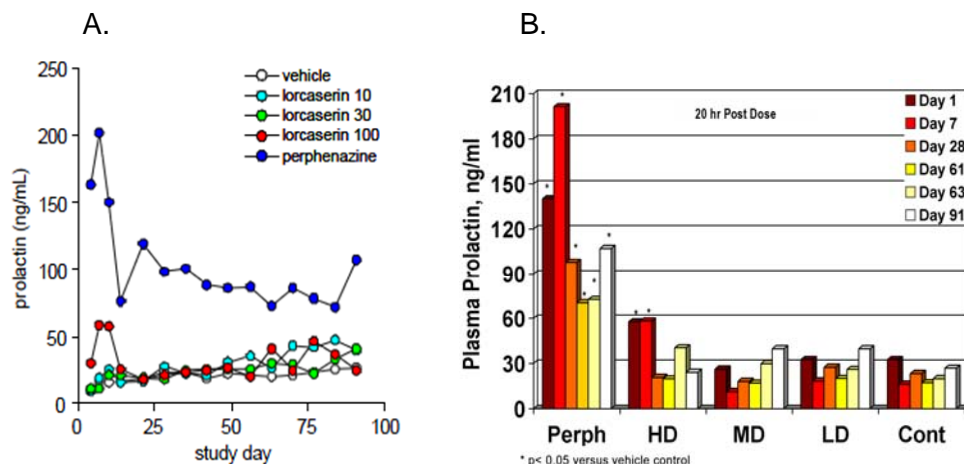 A.
B.
250
200
150
100
50
0
prolactin (ng/mL)
vehicle
lorcaserin 10
lorcaserin 30
lorcaserin 100
perphenazine
0 25 50 75 100
study day
210
180
150
120
90
60
30
0
Plasma Prolactin, ng/ml
20 hr Post Dose
Day 1
Day 7
Day 28
Day 61
Day 63
Day 91
* * * * * *
* *
Perph HD MD LD Cont
* p< 0.05 versus vehicle control